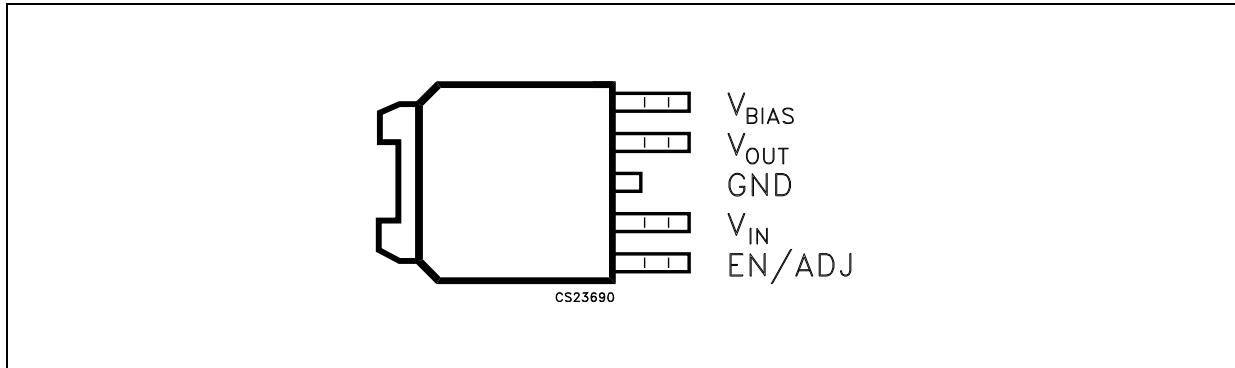 VBIAS
VOUT
GND
VIN
EN/ADJ
CS23690